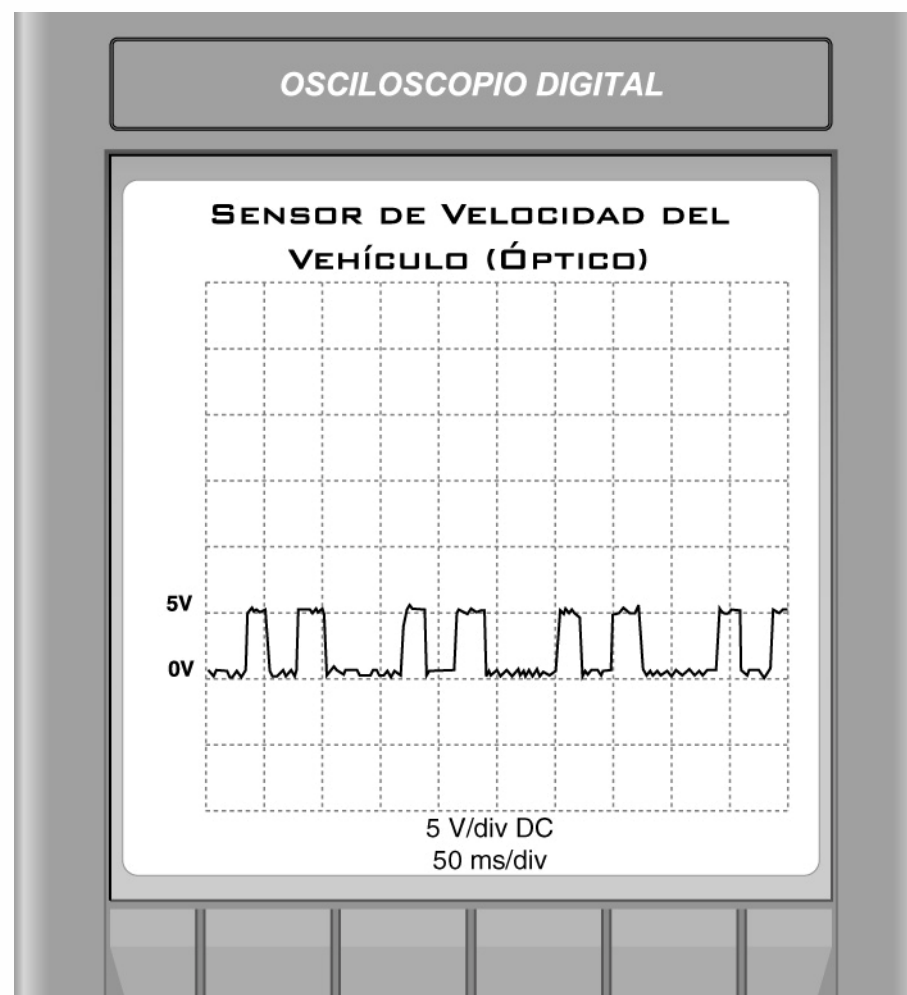 OSCILOSCOPIO DIGITAL
SENSOR DE VELOCIDAD DEL
VEHÍCULO (ÓPTICO)
5V
0V
5 V/div DC
50 ms/div